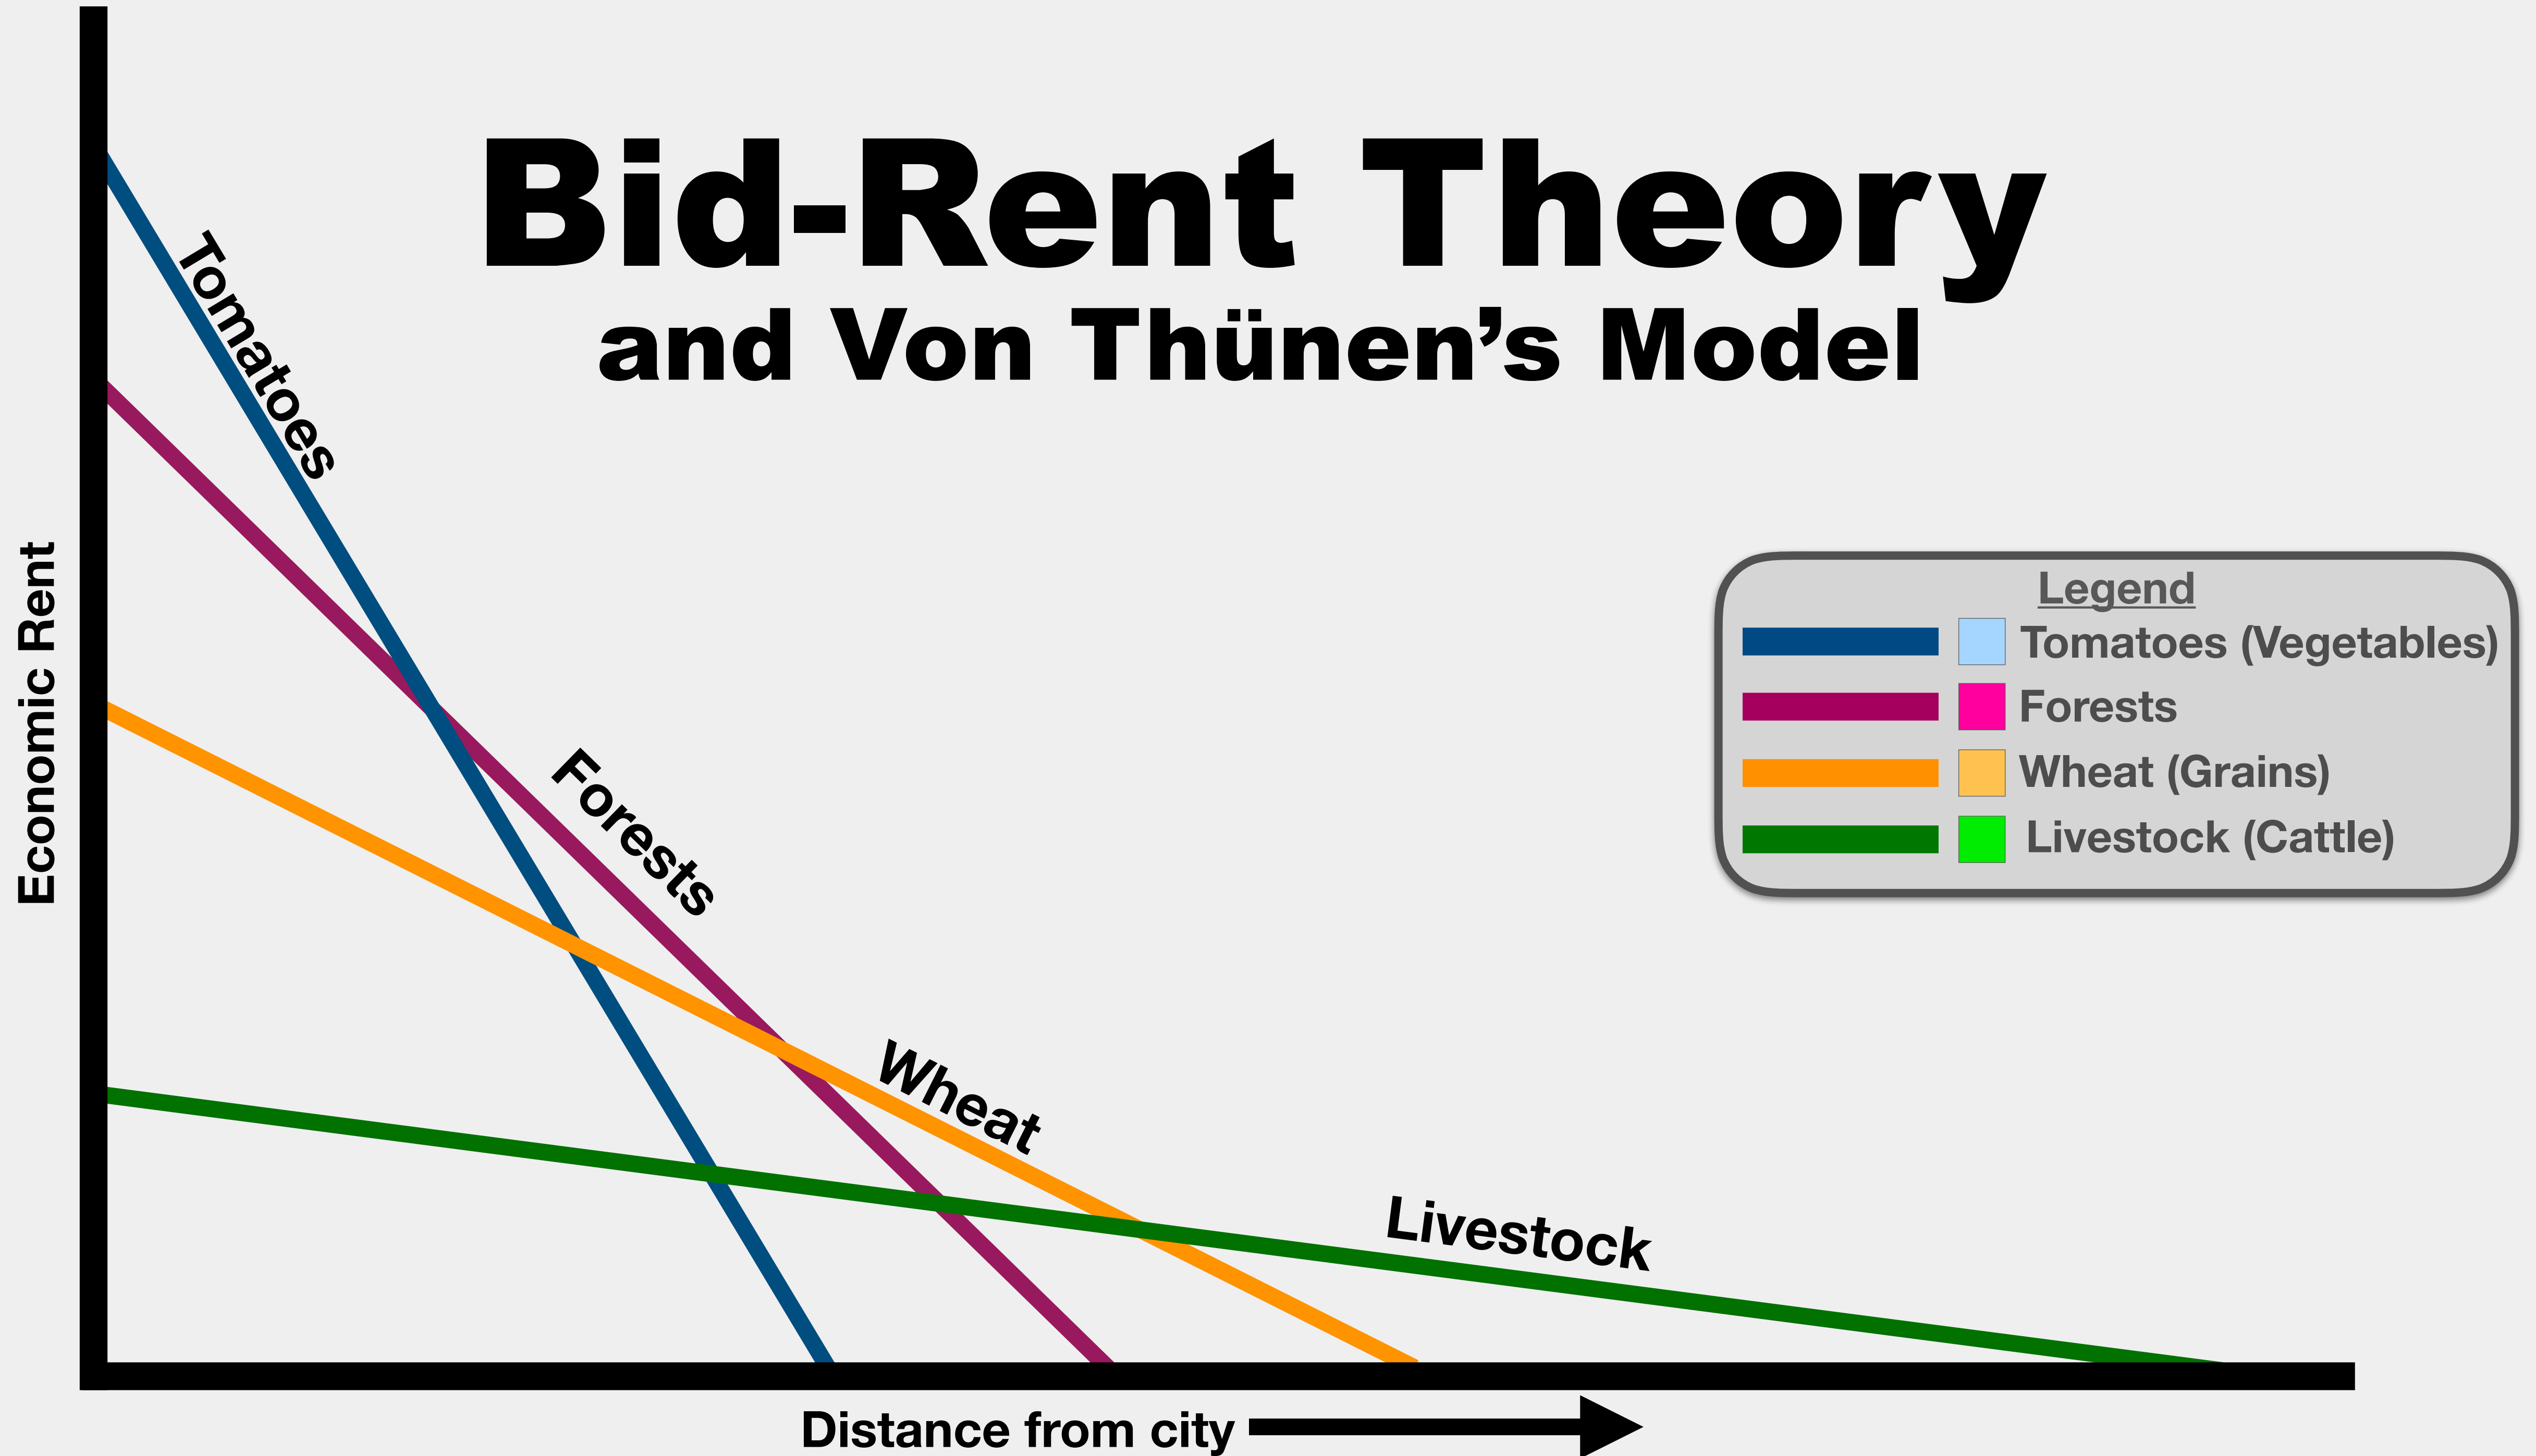 Bid-Rent Theory
and Von Thünen’s Model
Economic Rent
Tomatoes
Forests
Wheat
Livestock
Legend
Tomatoes (Vegetables)
Forests
Wheat (Grains)
Livestock (Cattle)
Distance from city